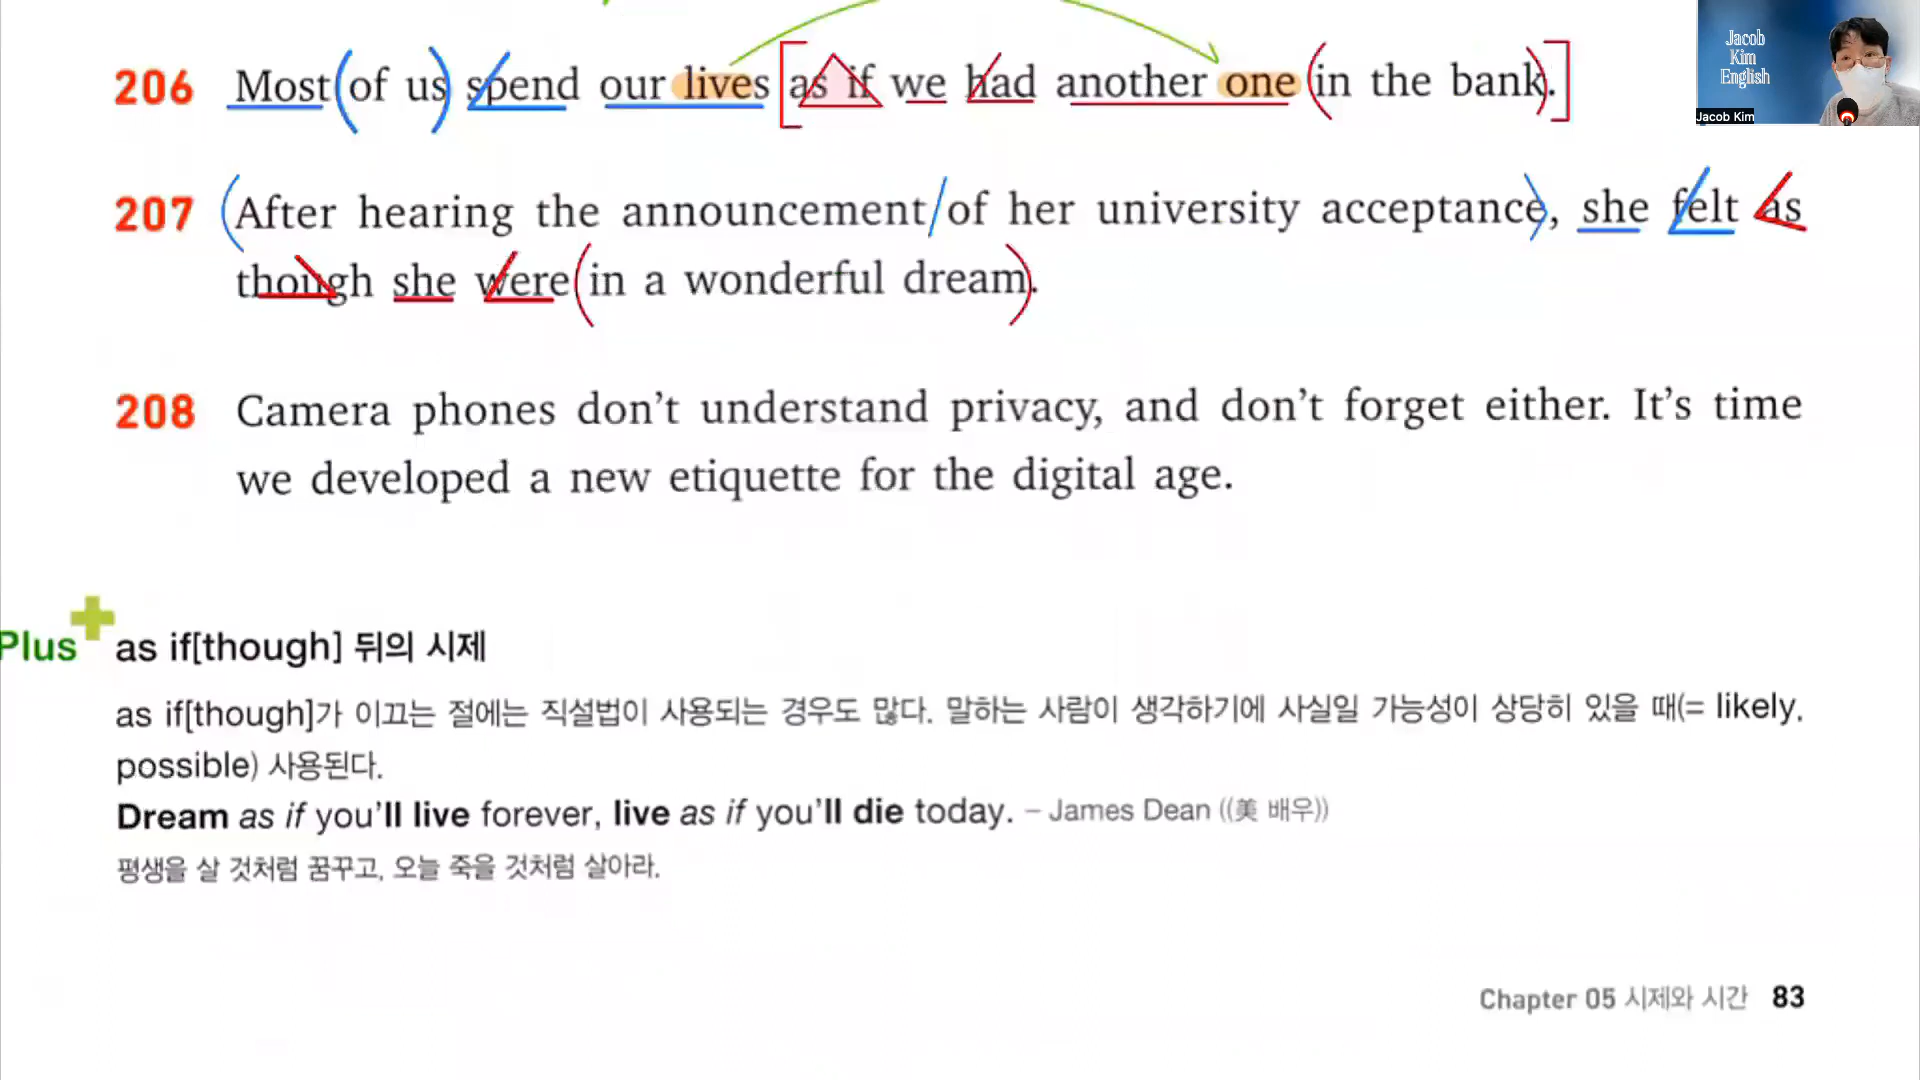 Jacob
Kim
English
Jacob Kim
206 Most of us spend our lives as if we had another one in the bank.
207 After hearing the announcement of her university acceptance, she felt as
though she were in a wonderful dream.
208 Camera phones don't understand privacy, and don't forget either. It's time
we developed a new etiquette for the digital age.
Plus as if[though] 뒤의 시제
as if[though]가 이끄는 절에는 직설법이 사용되는 경우도 많다. 말하는 사람이 생각하기에 사실일 가능성이 상당히 있을 때(= likely,
possible) 사용된다.
Dream as if you'll live forever, live as if you'll die today. – James Dean ((美 배우))
평생을 살 것처럼 꿈꾸고, 오늘 죽을 것처럼 살아라.
Chapter 05 시제와 시간 83